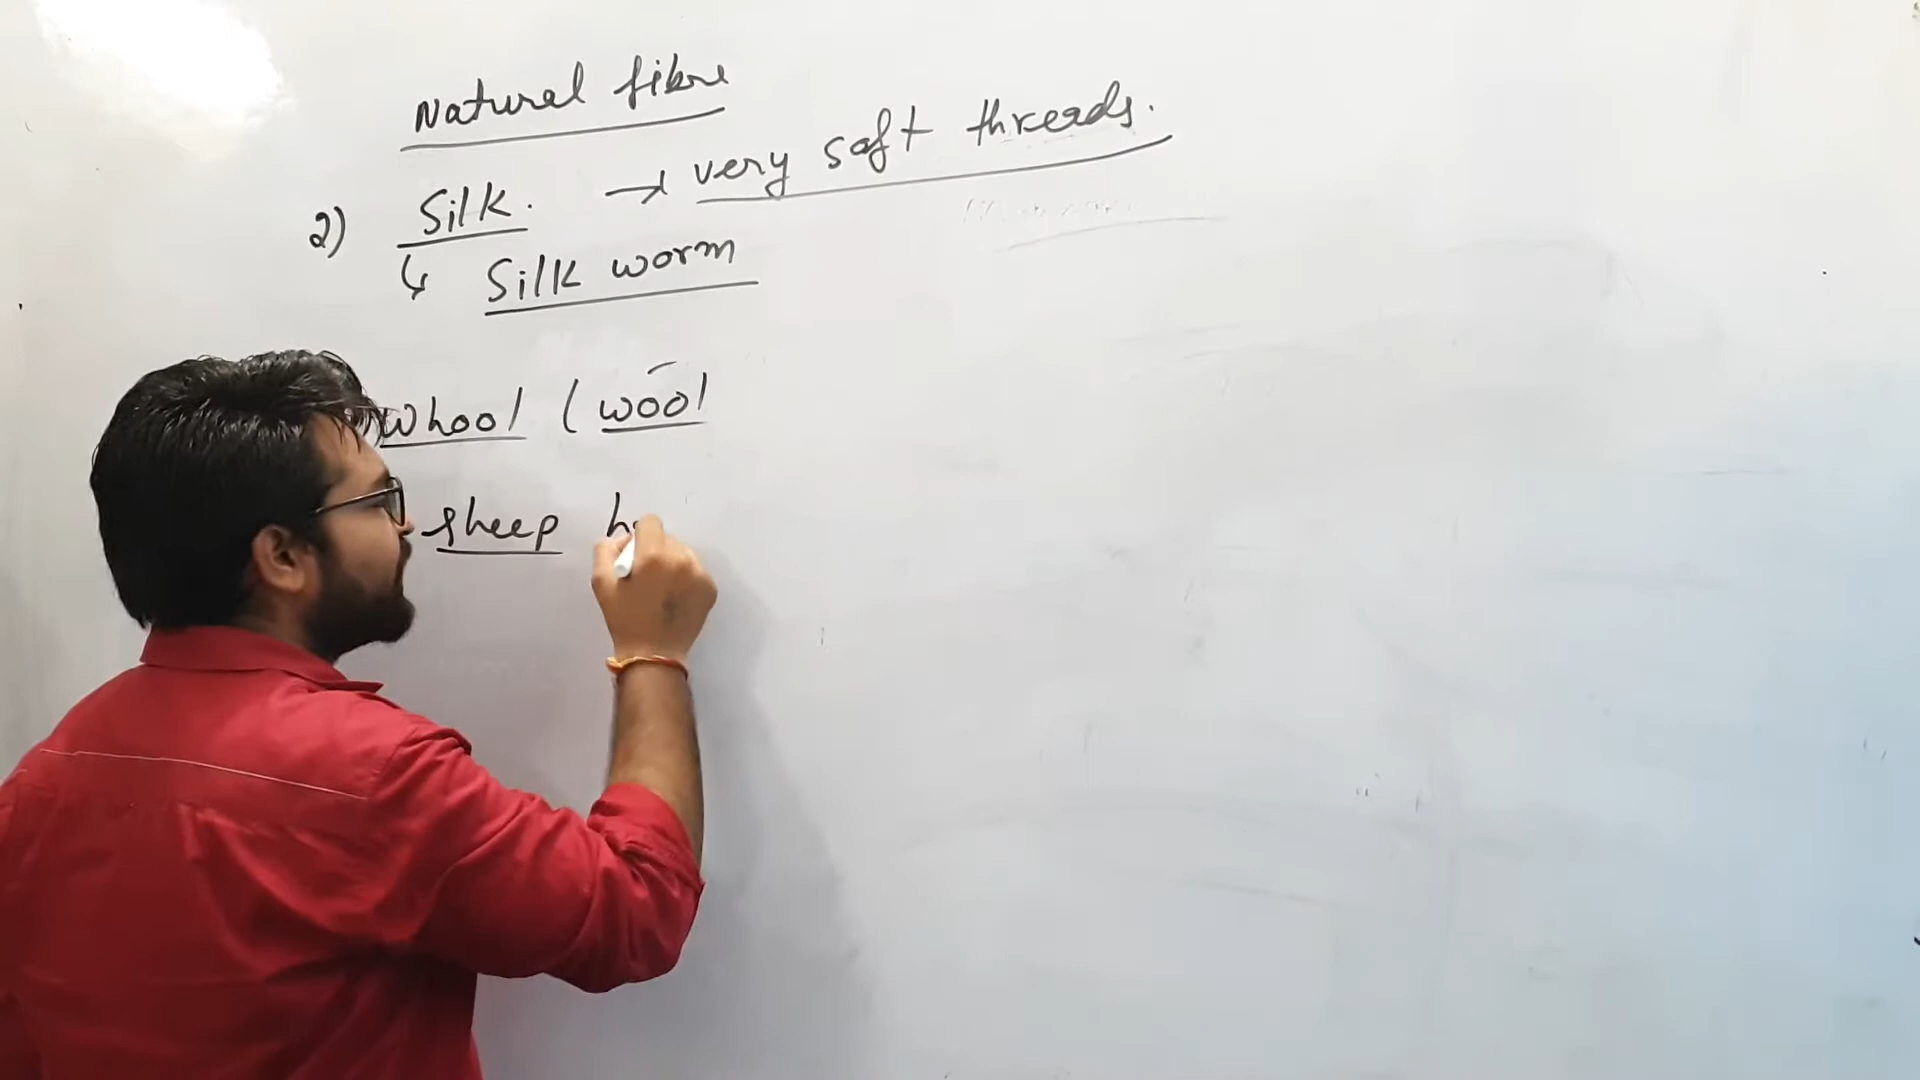 Natural fibre
2) Silk. → very soft threads.
↳ Silk worm
whool ( wool
sheep